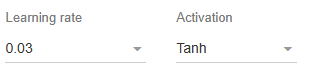 Learning rate
Activation
0.03
Tanh